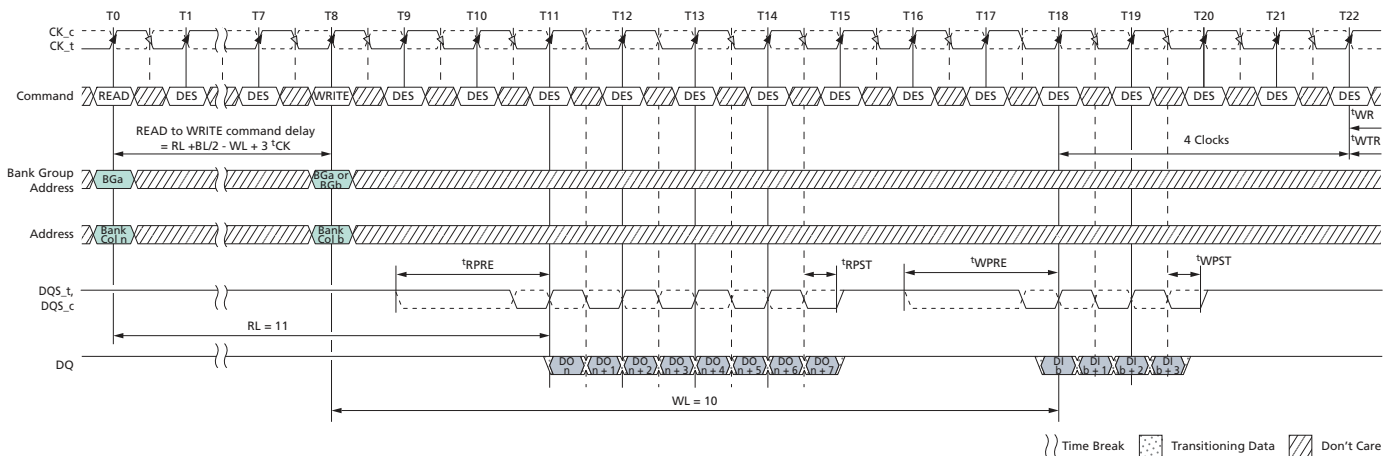 T0 T1 T7 T8 T9 T10 T11 T12 T13 T14 T15 T16 T17 T18 T19 T20 T21 T22
CK_c
CK_t
Command READ DES DES WRITE DES DES DES DES DES DES DES DES DES DES DES DES DES DES
READ to WRITE command delay
= RL +BL/2 - WL + 3 tCK
4 Clocks
tWR
tWTR
Bank Group
Address
BGa
BGa or
BGb
Address
Bank
Col n
Bank
Col b
tRPRE tRPST tWPRE tWPST
DQS_t,
DQS_c
RL = 11
DQ
DO
n
DO
n + 1
DO
n + 2
DO
n + 3
DO
n + 4
DO
n + 5
DO
n + 6
DO
n + 7
DI
b
DI
b + 1
DI
b + 2
DI
b + 3
WL = 10
Time Break Transitioning Data Don't Care